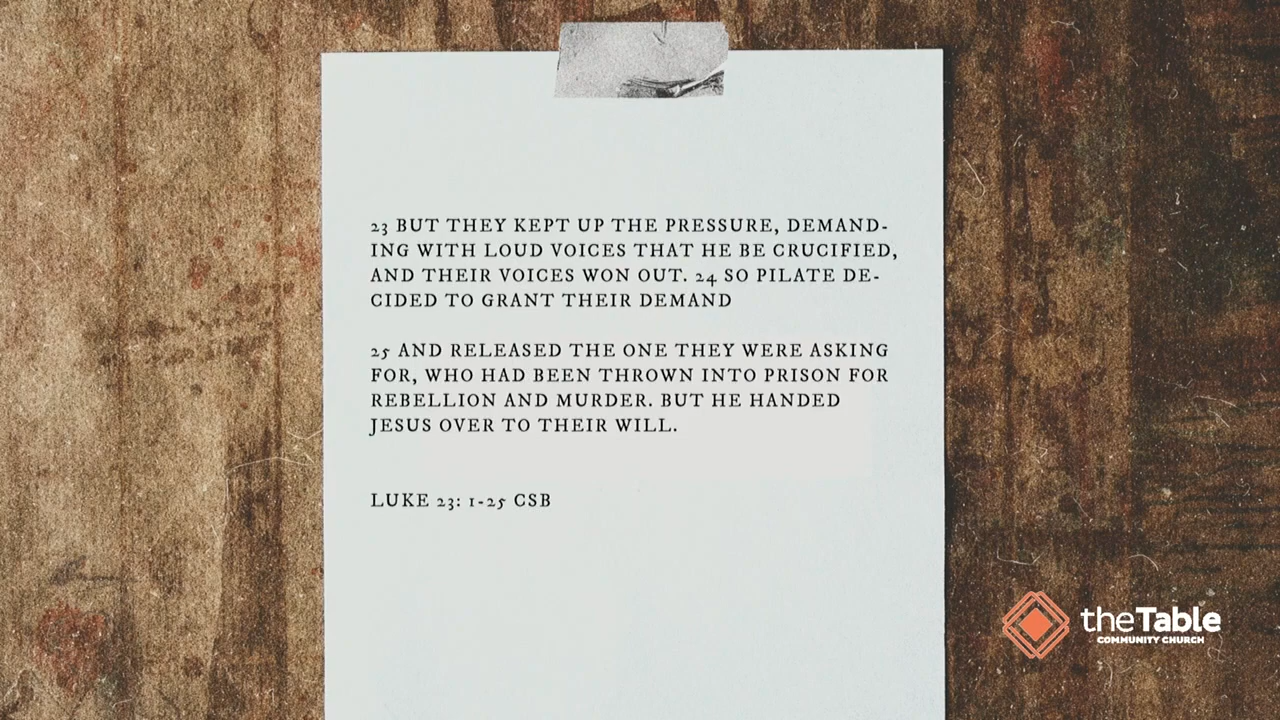 23 BUT THEY KEPT UP THE PRESSURE, DEMAND-
ING WITH LOUD VOICES THAT HE BE CRUCIFIED,
AND THEIR VOICES WON OUT. 24 SO PILATE DE-
CIDED TO GRANT THEIR DEMAND
25 AND RELEASED THE ONE THEY WERE ASKING
FOR, WHO HAD BEEN THROWN INTO PRISON FOR
REBELLION AND MURDER. BUT HE HANDED
JESUS OVER TO THEIR WILL.
LUKE 23: 1-25 CSB
theTable
COMMUNITY CHURCH